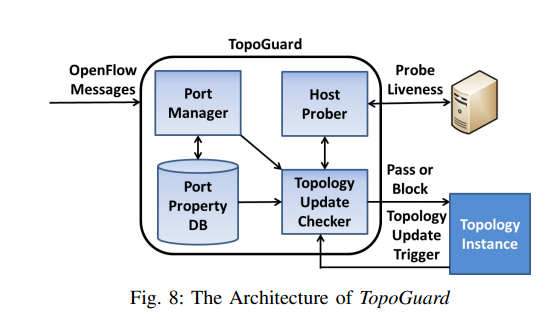 TopoGuard
OpenFlow
Messages
Port
Manager
Host
Prober
Probe
Liveness
Port
Property
DB
Topology
Update
Checker
Pass or
Block
Topology
Update
Trigger
Topology
Instance
Fig. 8: The Architecture of TopoGuard